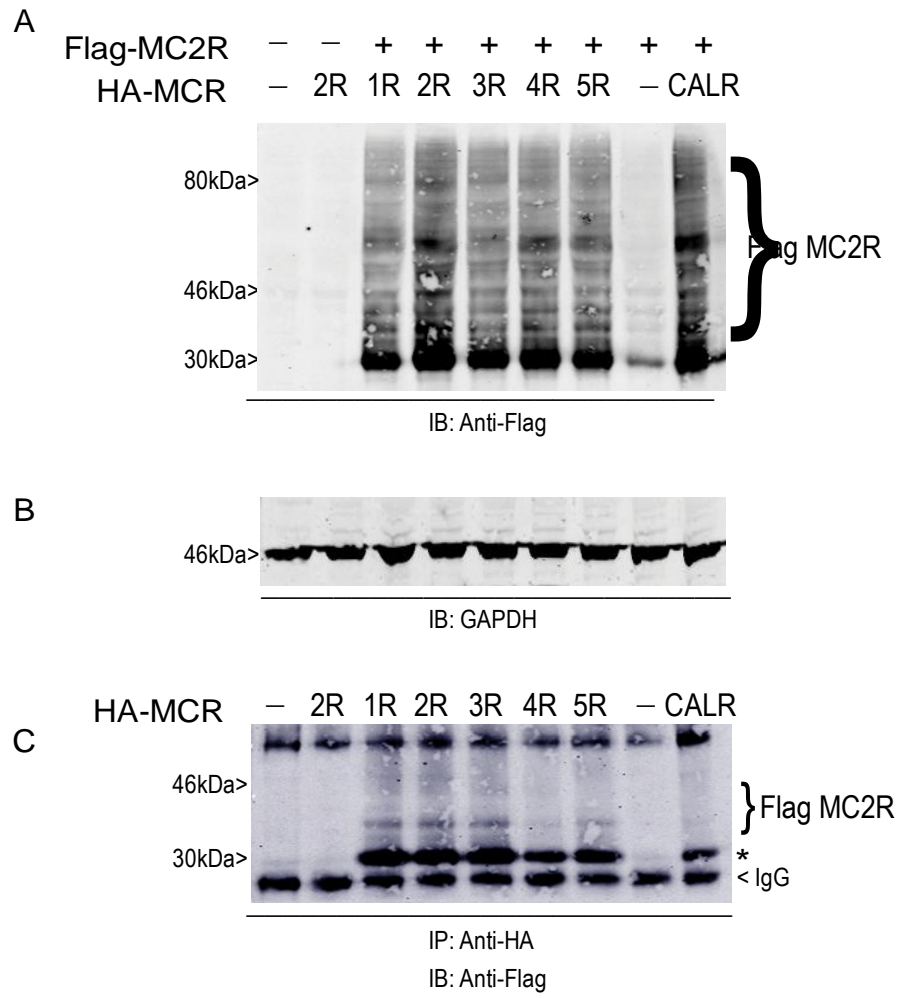 A
Flag-MC2R – – + + + + + + +
HA-MCR – 2R 1R 2R 3R 4R 5R – CALR
80kDa>
Flag MC2R
46kDa>
30kDa>
IB: Anti-Flag
B
46kDa>
IB: GAPDH
HA-MCR – 2R 1R 2R 3R 4R 5R – CALR
C
46kDa>
Flag MC2R
30kDa>
*
< IgG
IP: Anti-HA
IB: Anti-Flag